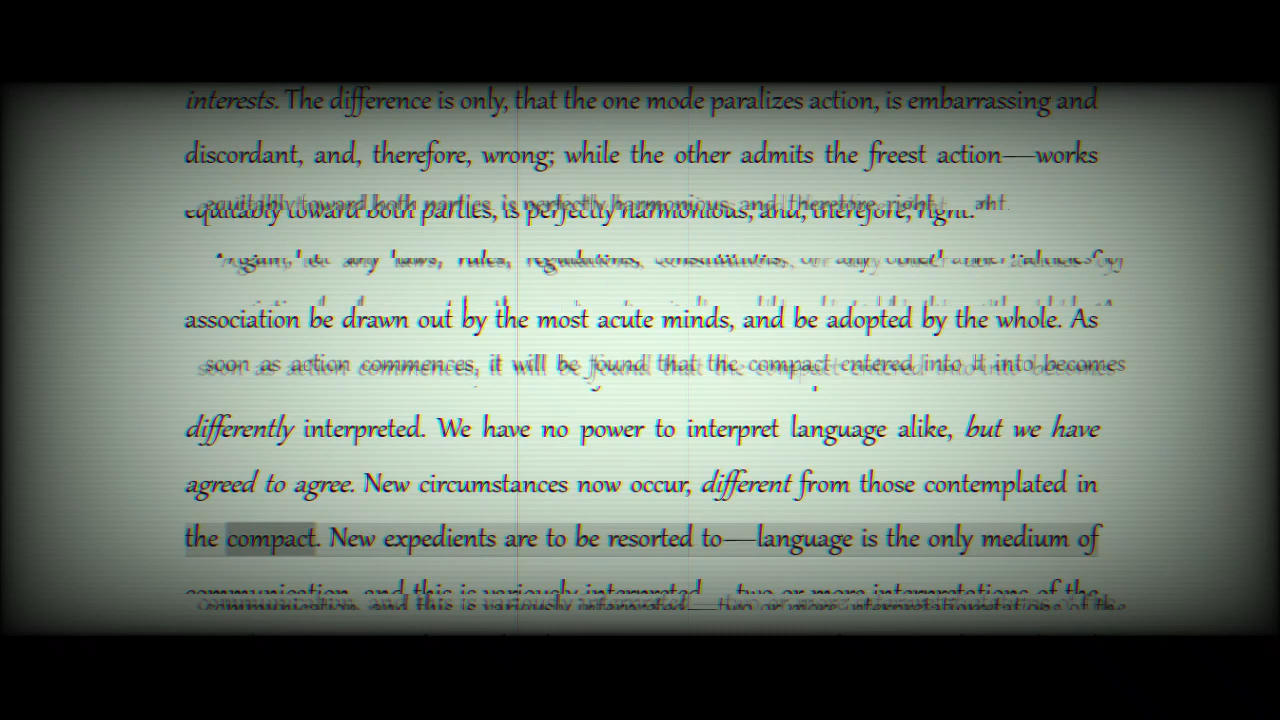 interests. The difference is only, that the one mode paralizes action, is embarrassing and
discordant, and, therefore, wrong; while the other admits the freest action—works
equitably toward both parties, is perfectly harmonious, and, therefore, right.
any laws, rules, regulations,
association be drawn out by the most acute minds, and be adopted by the whole. As
soon as action commences, it will be found that the compact entered into becomes
differently interpreted. We have no power to interpret language alike, but we have
agreed to agree. New circumstances now occur, different from those contemplated in
the compact. New expedients are to be resorted to—language is the only medium of
communication, and this is variously interpreted—two or more interpretations of the